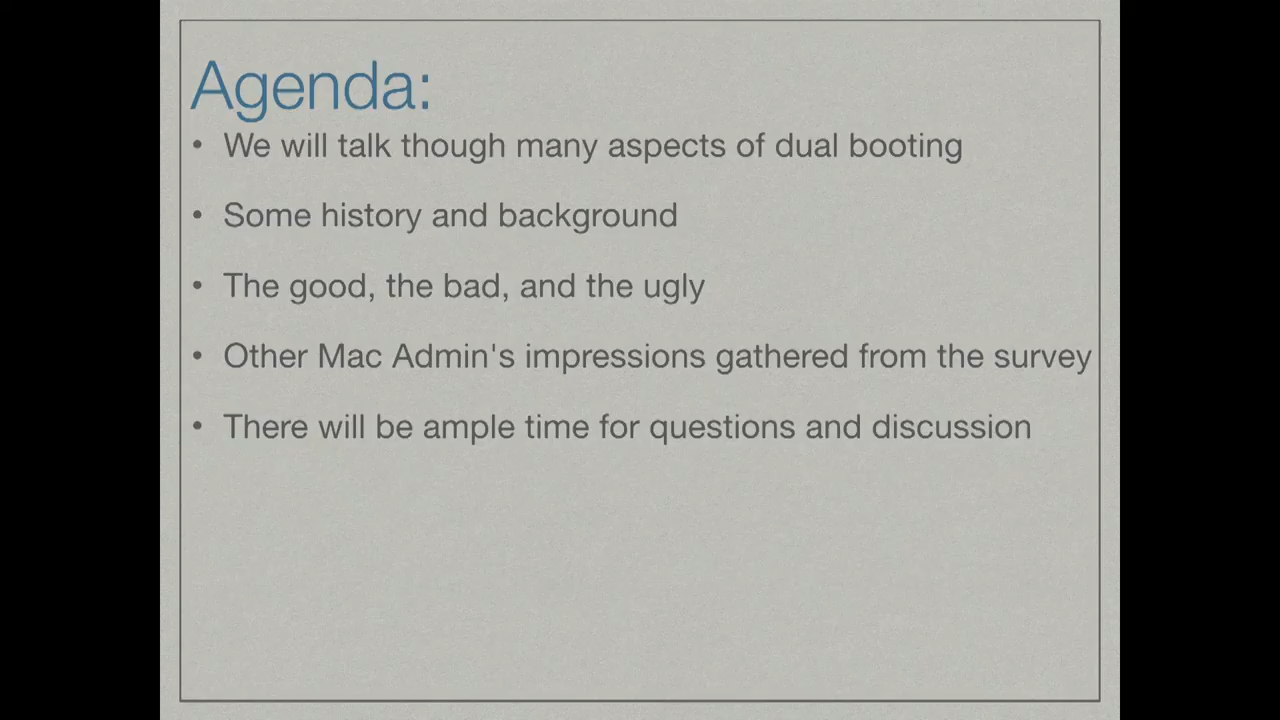 Agenda:
• We will talk though many aspects of dual booting
• Some history and background
• The good, the bad, and the ugly
• Other Mac Admin's impressions gathered from the survey
• There will be ample time for questions and discussion